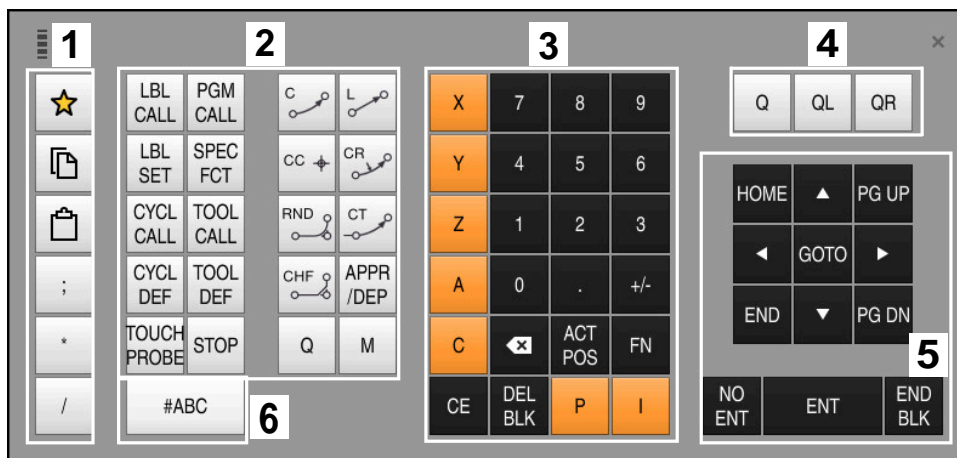 1
2
3
4
×
LBL CALL
PGM CALL
C
L
X
7
8
9
Q
QL
QR
LBL SET
SPEC FCT
CC
CR
Y
4
5
6
HOME
PG UP
CYCL CALL
TOOL CALL
RND
CT
Z
1
2
3
GOTO
;
CYCL DEF
TOOL DEF
CHF
APPR /DEP
A
0
.
+/-
END
PG DN
*
TOUCH PROBE
STOP
Q
M
C
ACT POS
FN
5
/
#ABC
6
CE
DEL BLK
P
I
NO ENT
ENT
END BLK